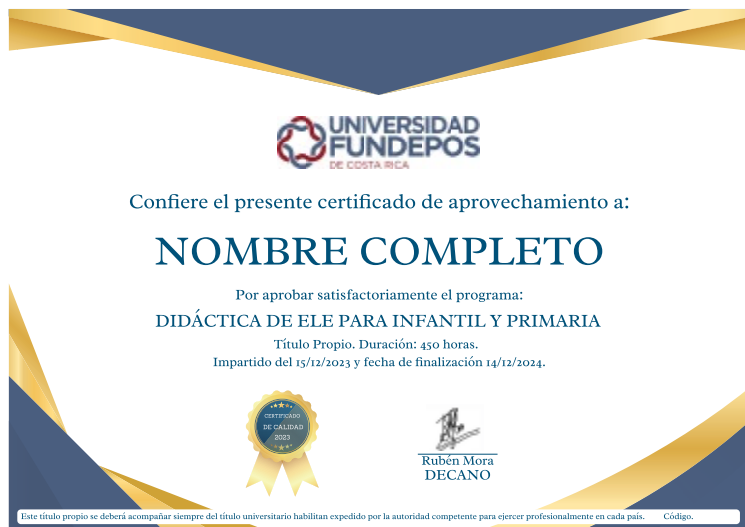 UNIVERSIDAD
FUNDEPOS
DE COSTA RICA
Confiere el presente certificado de aprovechamiento a:
NOMBRE COMPLETO
Por aprobar satisfactoriamente el programa:
DIDÁCTICA DE ELE PARA INFANTIL Y PRIMARIA
Título Propio. Duración: 450 horas.
Impartido del 15/12/2023 y fecha de finalización 14/12/2024.
CERTIFICADO
DE CALIDAD
2023
Rubén Mora
DECANO
Este título propio se deberá acompañar siempre del título universitario habilitan expedido por la autoridad competente para ejercer profesionalmente en cada país. Código.